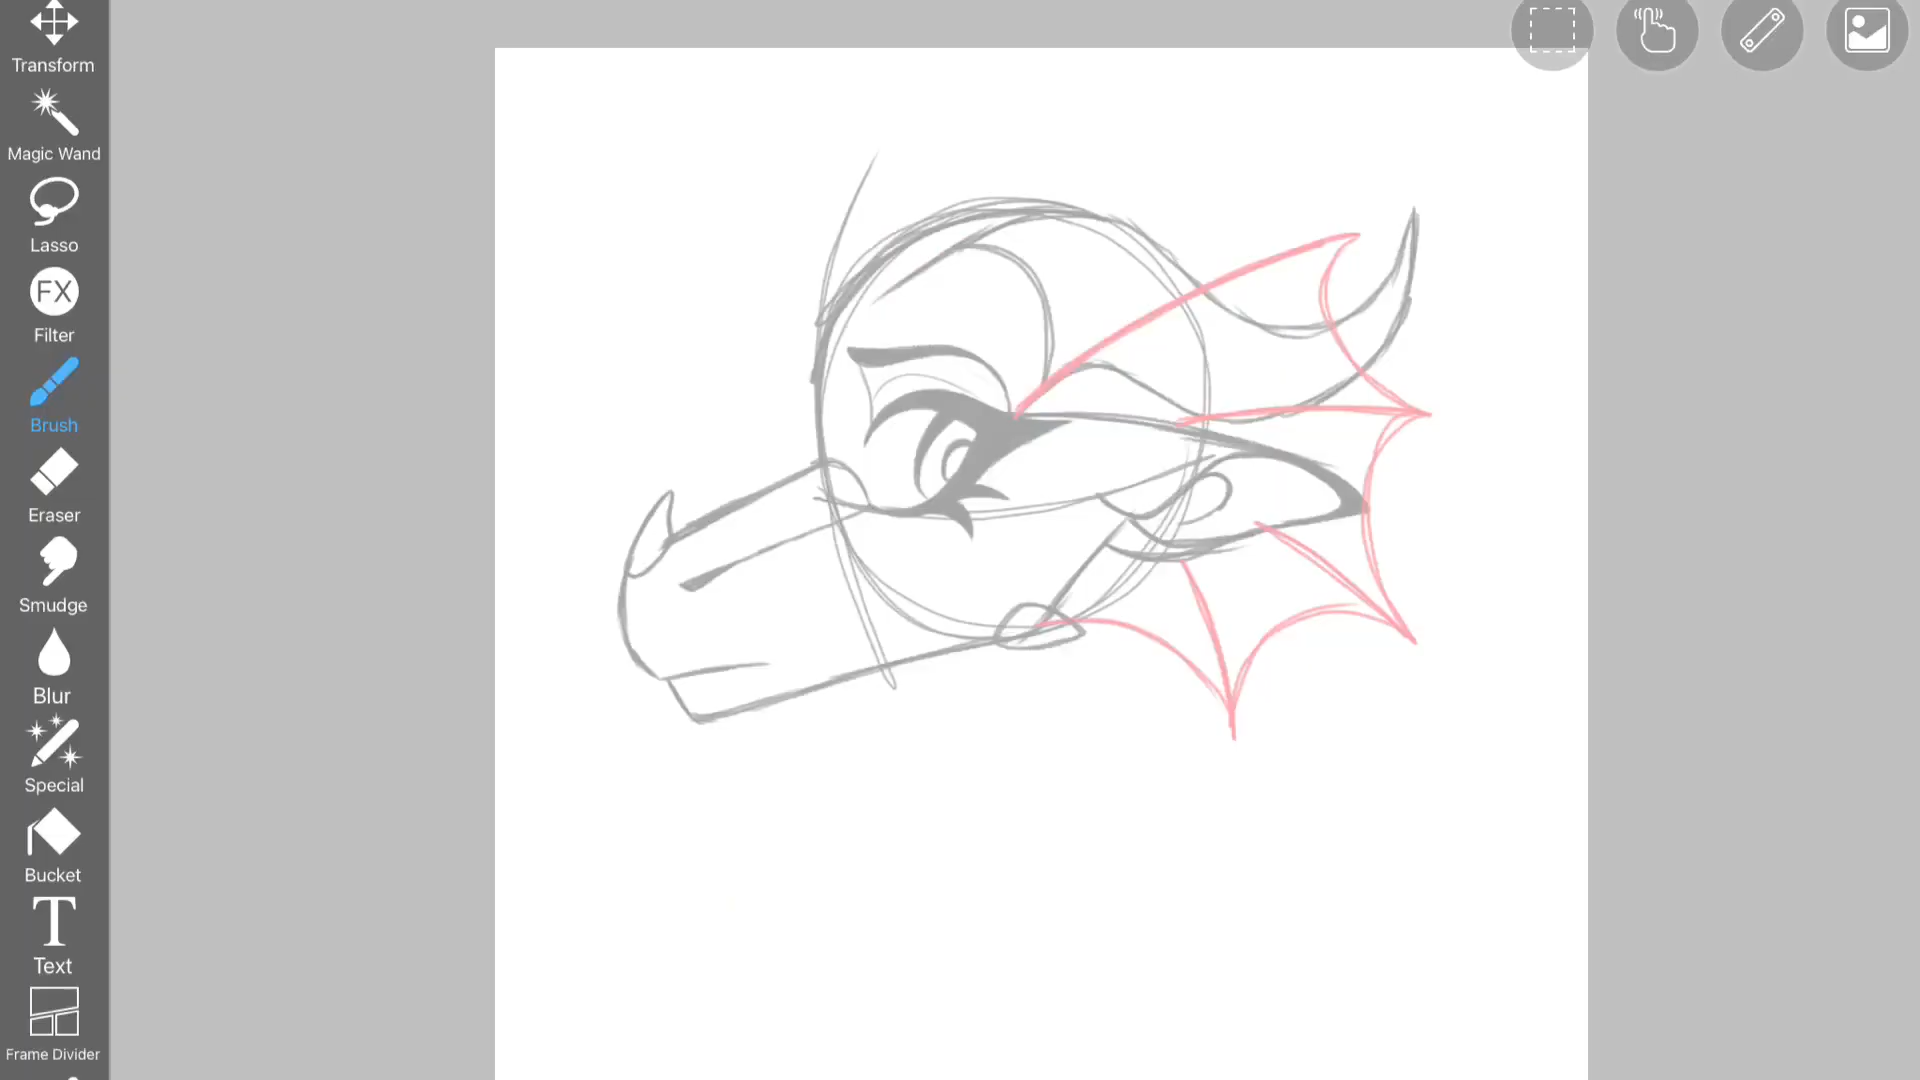 Transform
Magic Wand
Lasso
FX
Filter
Brush
Eraser
Smudge
Blur
Special
Bucket
T
Text
Frame Divider